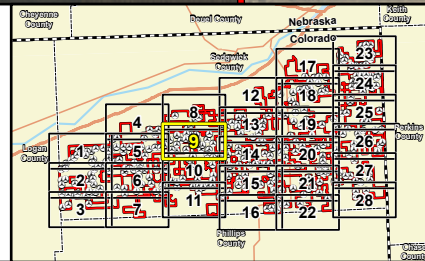 Cheyenne
County
Deuel County
Keith
County
Nebraska
Colorado
Sedgwick
County
Logan
County
Perkins
County
Phillips
County
Chase
County
23
17
24
12
18
8
25
4
13
19
9
26
1
5
14
20
10
27
2
6
15
21
11
28
3
7
16
22